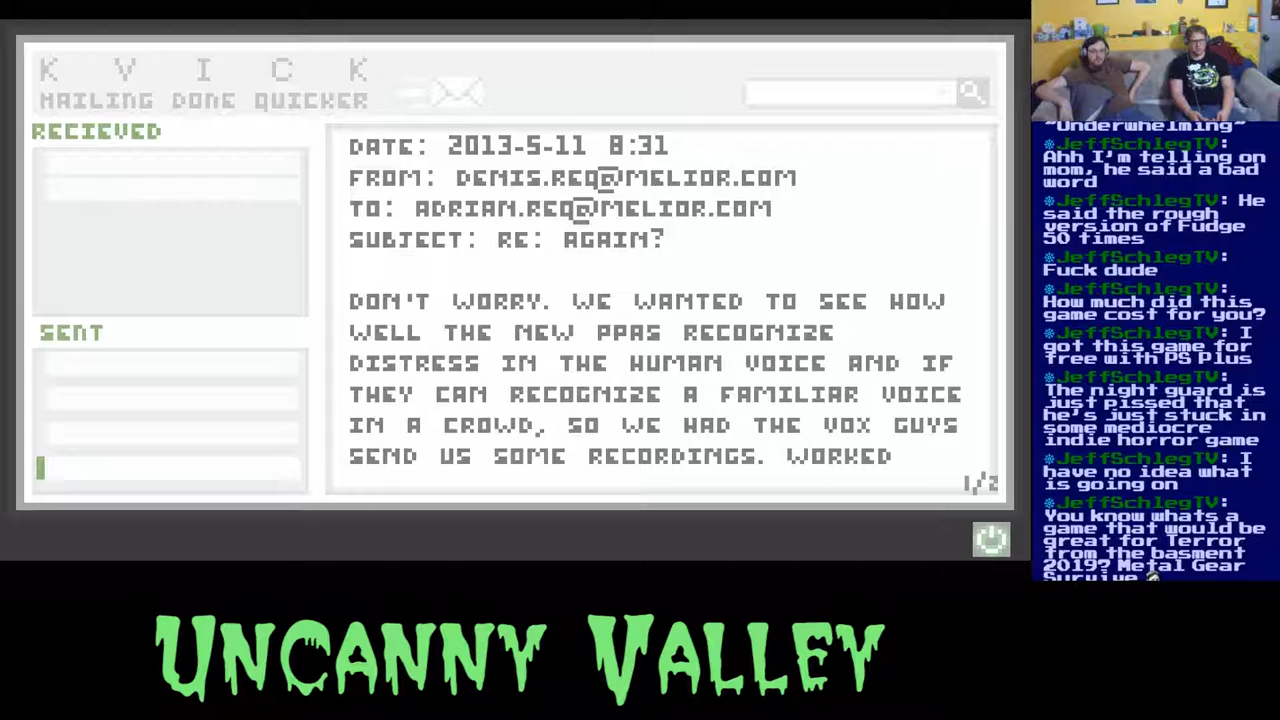 K V I C K
MAILING DONE QUICKER
RECIEVED
SENT
DATE: 2013-5-11 8:31
FROM: DENIS.REQ@MELIOR.COM
TO: ADRIAN.REQ@MELIOR.COM
SUBJECT: RE: AGAIN?
DON'T WORRY. WE WANTED TO SEE HOW
WELL THE NEW PPAS RECOGNIZE
DISTRESS IN THE HUMAN VOICE AND IF
THEY CAN RECOGNIZE A FAMILIAR VOICE
IN A CROWD, SO WE HAD THE VOX GUYS
SEND US SOME RECORDINGS. WORKED
1/2
~Underwhelming~
JeffSchlegTV:
Ahh I'm telling on
mom, he said a bad
word
JeffSchlegTV: He
said the rough
version of Fudge
50 times
JeffSchlegTV:
Fuck dude
JeffSchlegTV:
How much did this
game cost for you?
JeffSchlegTV: I
got this game for
free with PS Plus
JeffSchlegTV:
The night guard is
just pissed that
he's just stuck in
some mediocre
indie horror game
JeffSchlegTV: I
have no idea what
is going on
JeffSchlegTV:
You know whats a
game that would be
great for Terror
from the basment
2019? Metal Gear
Survive
UNCANNY VALLEY